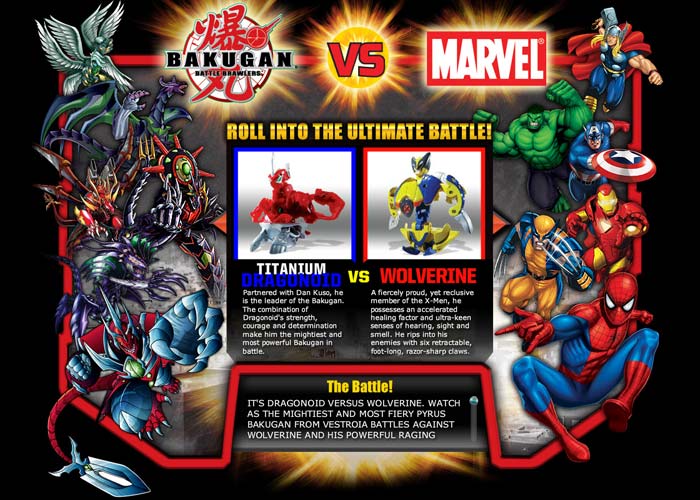 爆
丸
BAKUGAN
BATTLE BRAWLERS
VS
MARVEL®
ROLL INTO THE ULTIMATE BATTLE!
TITANIUM
DRAGONOID
VS
WOLVERINE
Partnered with Dan Kuso, he
is the leader of the Bakugan.
The combination of
Dragonoid's strength,
courage and determination
make him the mightiest and
most powerful Bakugan in
battle.
A fiercely proud, yet reclusive
member of the X-Men, he
possesses an accelerated
healing factor and ultra-keen
senses of hearing, sight and
smell. He rips into his
enemies with six retractable,
foot-long, razor-sharp claws.
The Battle!
IT'S DRAGONOID VERSUS WOLVERINE. WATCH
AS THE MIGHTIEST AND MOST FIERY PYRUS
BAKUGAN FROM VESTROIA BATTLES AGAINST
WOLVERINE AND HIS POWERFUL RAGING